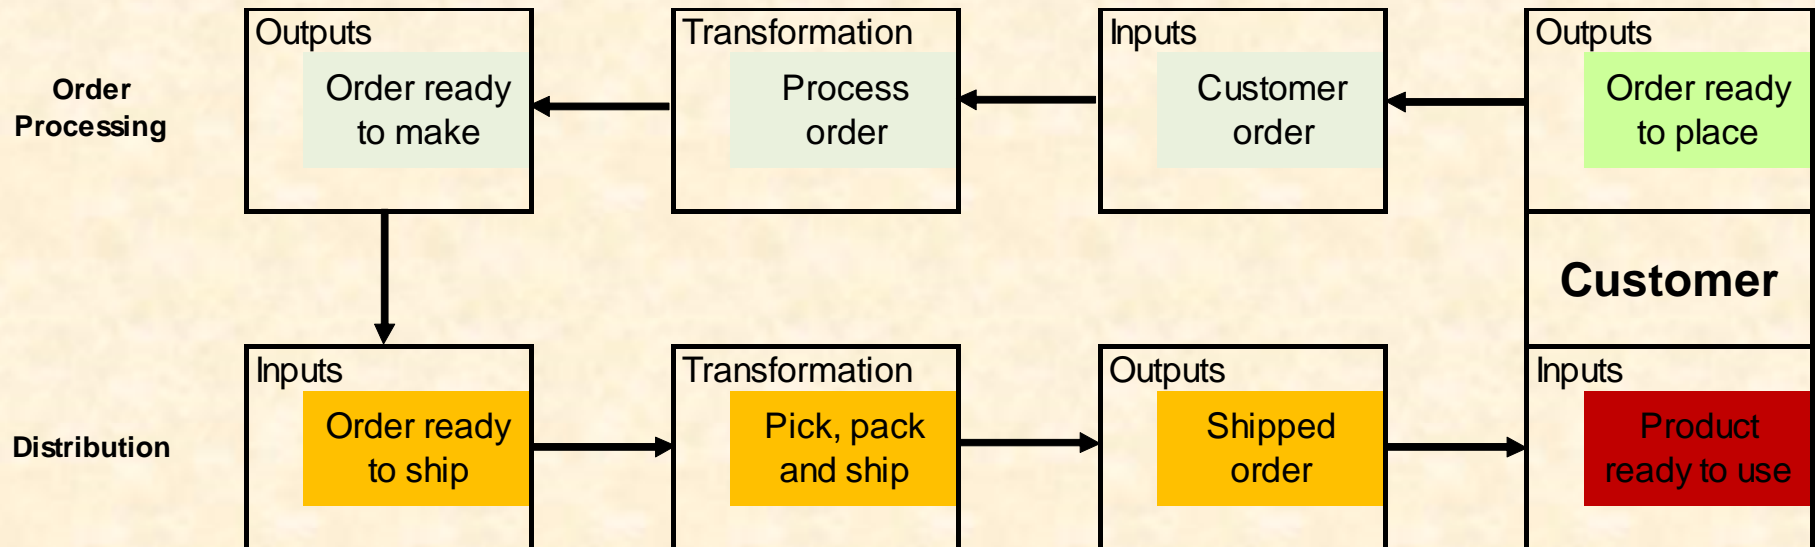 Order
Processing
Outputs
Order ready
to make
Transformation
Process
order
Inputs
Customer
order
Outputs
Order ready
to place
Customer
Distribution
Inputs
Order ready
to ship
Transformation
Pick, pack
and ship
Outputs
Shipped
order
Inputs
Product
ready to use